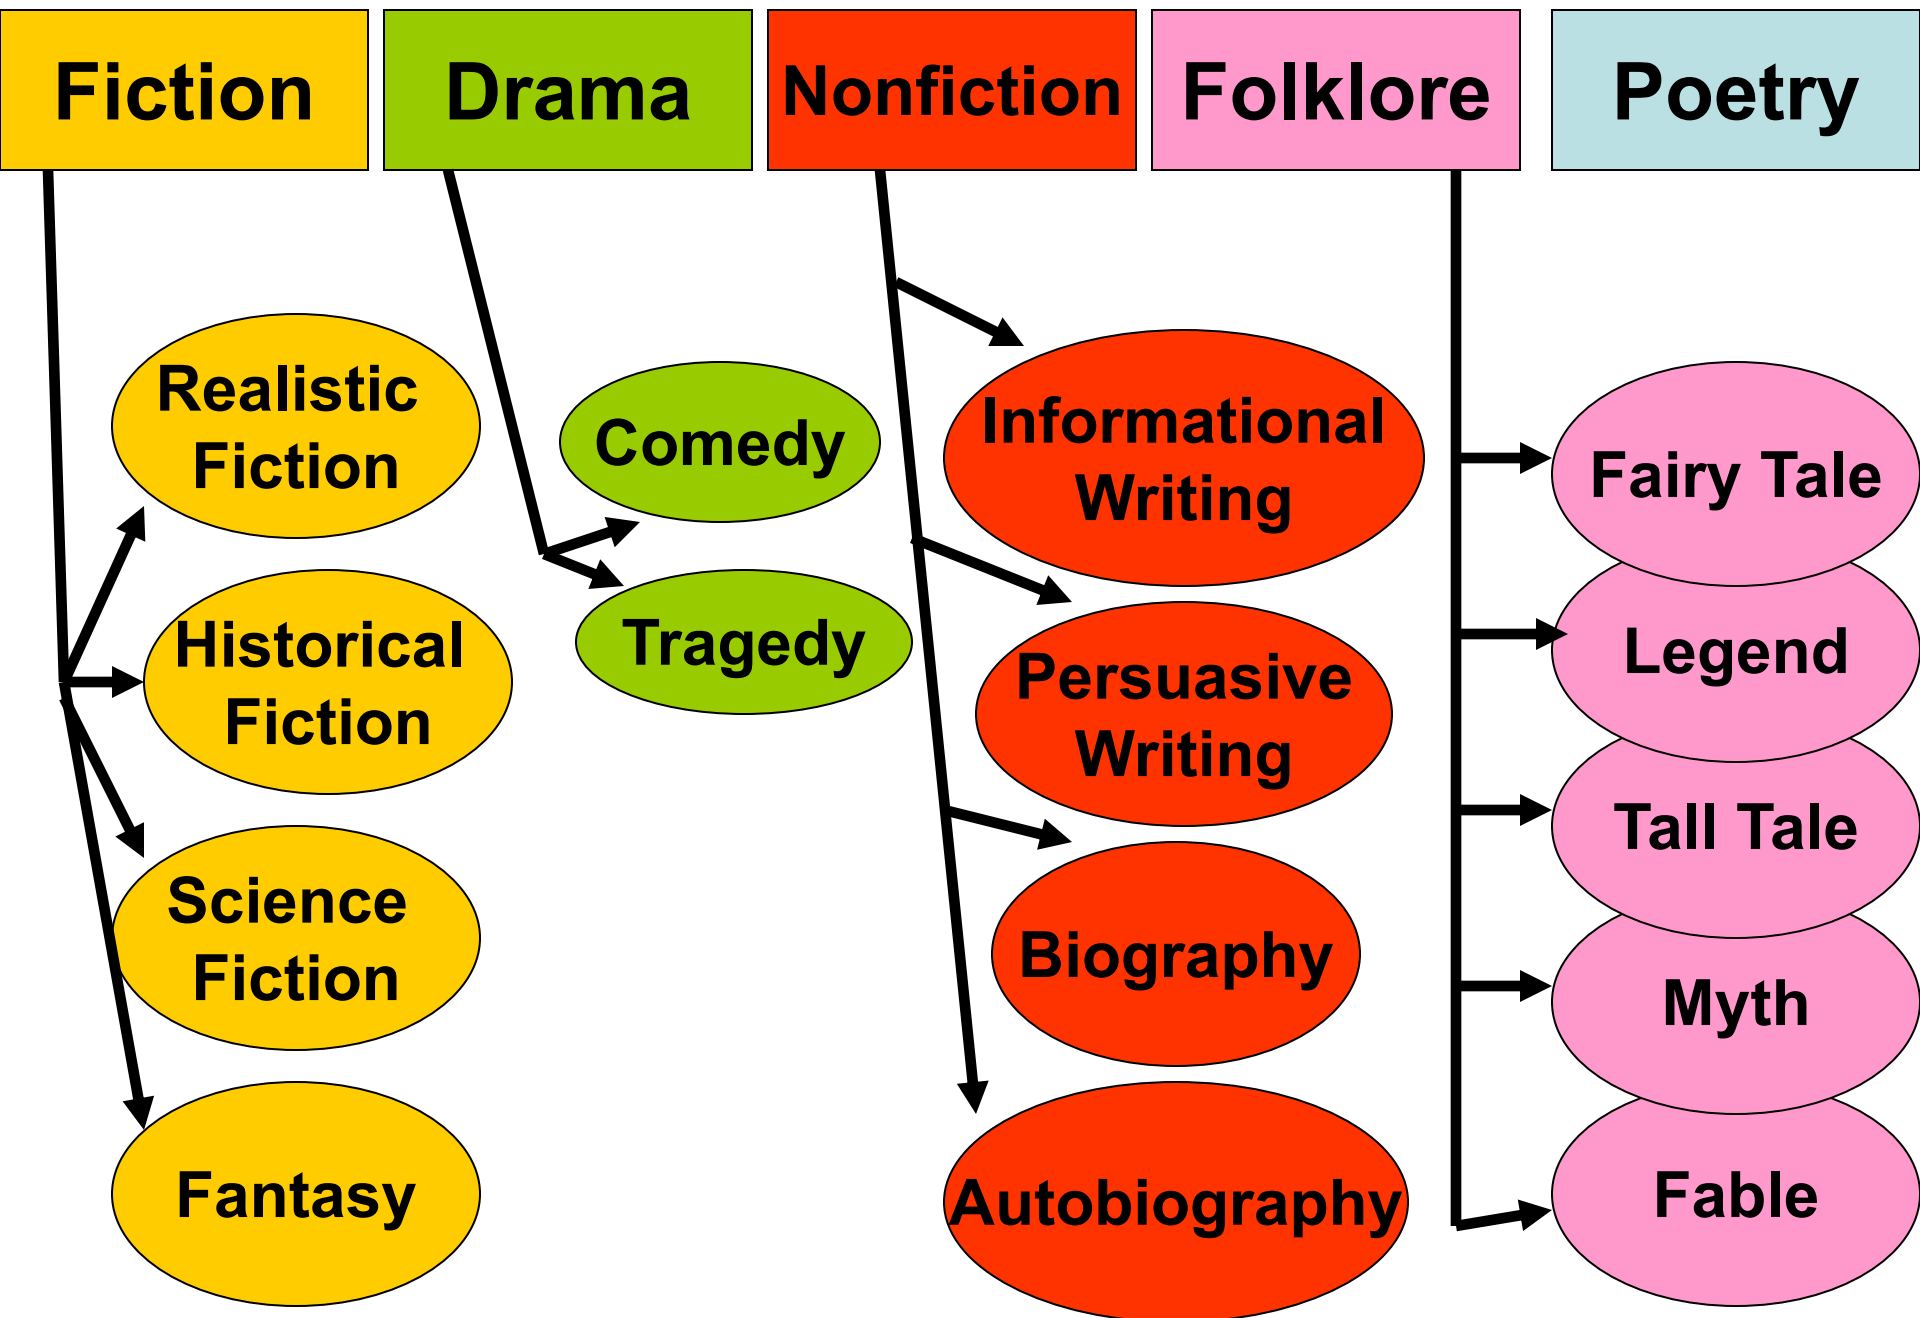 Fiction
Drama
Nonfiction
Folklore
Poetry
Realistic
Fiction
Historical
Fiction
Science
Fiction
Fantasy
Comedy
Tragedy
Informational
Writing
Persuasive
Writing
Biography
Autobiography
Fairy Tale
Legend
Tall Tale
Myth
Fable